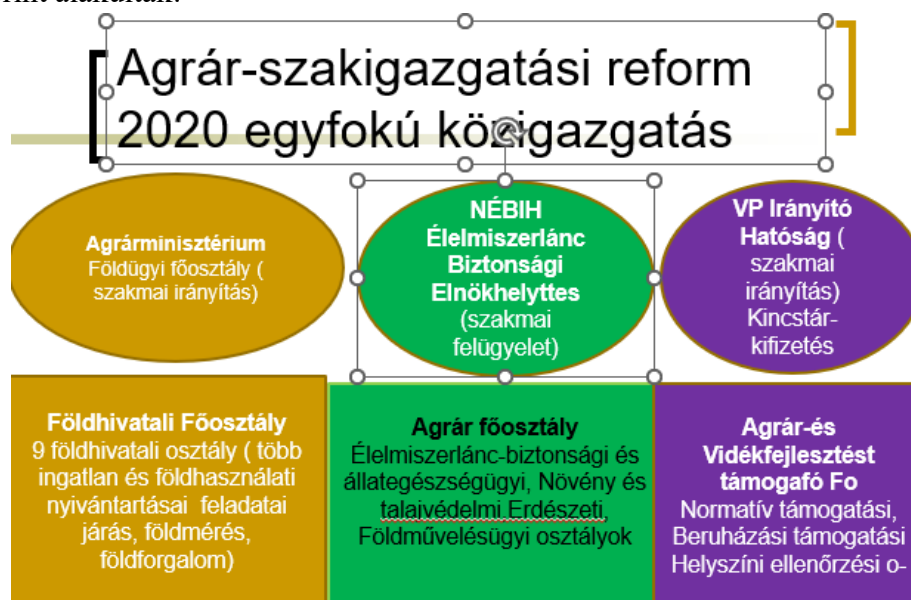 Agrár-szakigazgatási reform
2020 egyfokú közigazgatás
Agrárminisztérium
Földügyi főosztály (
szakmai irányítás)
NÉBIH
Élelmiszerlánc
Biztonsági
Elnökhelyttes
(szakmai
felügyelet)
VP Irányító
Hatóság (
szakmai
irányítás)
Kincstár-
kifizetés
Földhivatali Főosztály
9 földhivatali osztály ( több
ingatlan és földhasználati
nyivántartásai feladatai
járás, földmérés,
földforgalom)
Agrár főosztály
Élelmiszerlánc-biztonsági és
állategészségügyi, Növény és
talajvédelmi.Erdészeti,
Földművelésügyi osztályok
Agrár-és
Vidékfejlesztést
támogafó Fo
Normatív támogatási,
Beruházási támogatási
Helyszíni ellenőrzési o-